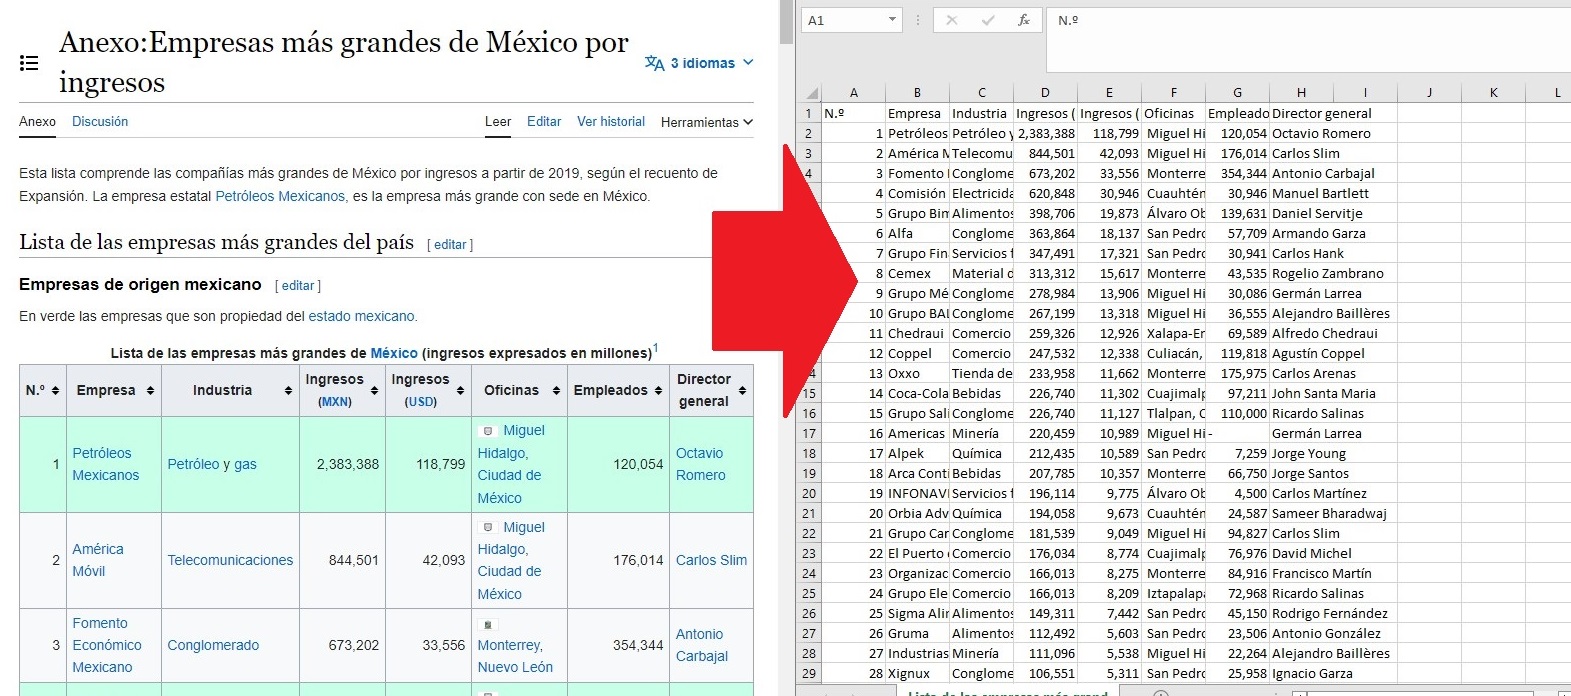 Anexo:Empresas más grandes de México por
ingresos
3 idiomas
Anexo Discusión Leer Editar Ver historial Herramientas
Esta lista comprende las compañías más grandes de México por ingresos a partir de 2019, según el recuento de
Expansión. La empresa estatal Petróleos Mexicanos, es la empresa más grande con sede en México.
Lista de las empresas más grandes del país [ editar ]
Empresas de origen mexicano [ editar ]
En verde las empresas que son propiedad del estado mexicano.
Lista de las empresas más grandes de México (ingresos expresados en millones)1
N.º Empresa Industria Ingresos (MXN) Ingresos (USD) Oficinas Empleados Director general
1 Petróleos Mexicanos Petróleo y gas 2,383,388 118,799 Miguel Hidalgo, Ciudad de México 120,054 Octavio Romero
2 América Móvil Telecomunicaciones 844,501 42,093 Miguel Hidalgo, Ciudad de México 176,014 Carlos Slim
3 Fomento Económico Mexicano Conglomerado 673,202 33,556 Monterrey, Nuevo León 354,344 Antonio Carbajal
A1 fx N.º
A B C D E F G H I J K L
1 N.º Empresa Industria Ingresos ( Ingresos ( Oficinas Empleado Director general
2 1 Petróleos Petróleo y 2,383,388 118,799 Miguel Hi 120,054 Octavio Romero
3 2 América M Telecomu 844,501 42,093 Miguel Hi 176,014 Carlos Slim
4 3 Fomento Conglome 673,202 33,556 Monterre 354,344 Antonio Carbajal
4 Comisión Electricida 620,848 30,946 Cuauhtén 30,946 Manuel Bartlett
5 Grupo Bim Alimentos 398,706 19,873 Álvaro Ob 139,631 Daniel Servitje
6 Alfa Conglome 363,864 18,137 San Pedro 57,709 Armando Garza
7 Grupo Fin Servicios f 347,491 17,321 San Pedro 30,941 Carlos Hank
8 Cemex Material d 313,312 15,617 Monterre 43,535 Rogelio Zambrano
9 Grupo Mé Conglome 278,984 13,906 Miguel Hi 30,086 Germán Larrea
10 Grupo BAL Conglome 267,199 13,318 Miguel Hi 36,555 Alejandro Baillères
11 Chedraui Comercio 259,326 12,926 Xalapa-En 69,589 Alfredo Chedraui
12 Coppel Comercio 247,532 12,338 Culiacán, 119,818 Agustín Coppel
14 13 Oxxo Tienda de 233,958 11,662 Monterre 175,975 Carlos Arenas
15 14 Coca-Cola Bebidas 226,740 11,302 Cuajimalp 97,211 John Santa Maria
16 15 Grupo Sali Conglome 226,740 11,127 Tlalpan, C 110,000 Ricardo Salinas
17 16 Americas Minería 220,459 10,989 Miguel Hi - Germán Larrea
18 17 Alpek Química 212,435 10,589 San Pedro 7,259 Jorge Young
19 18 Arca Conti Bebidas 207,785 10,357 Monterre 66,750 Jorge Santos
20 19 INFONAVI Servicios f 196,114 9,775 Álvaro Ob 4,500 Carlos Martínez
21 20 Orbia Adv Química 194,058 9,673 Cuauhtén 24,587 Sameer Bharadwaj
22 21 Grupo Car Conglome 181,539 9,049 Miguel Hi 94,827 Carlos Slim
23 22 El Puerto Comercio 176,034 8,774 Cuajimalp 76,976 David Michel
24 23 Organizac Comercio 166,013 8,275 Monterre 84,916 Francisco Martín
25 24 Grupo Ele Comercio 166,013 8,209 Iztapalapa 72,968 Ricardo Salinas
26 25 Sigma Alim Alimentos 149,311 7,442 San Pedro 45,150 Rodrigo Fernández
27 26 Gruma Alimentos 112,492 5,603 San Pedro 23,506 Antonio González
28 27 Industrias Minería 111,096 5,538 Miguel Hi 22,264 Alejandro Baillères
29 28 Xignux Conglome 106,551 5,311 San Pedro 25,958 Ignacio Garza
Lista de las empresas más grand